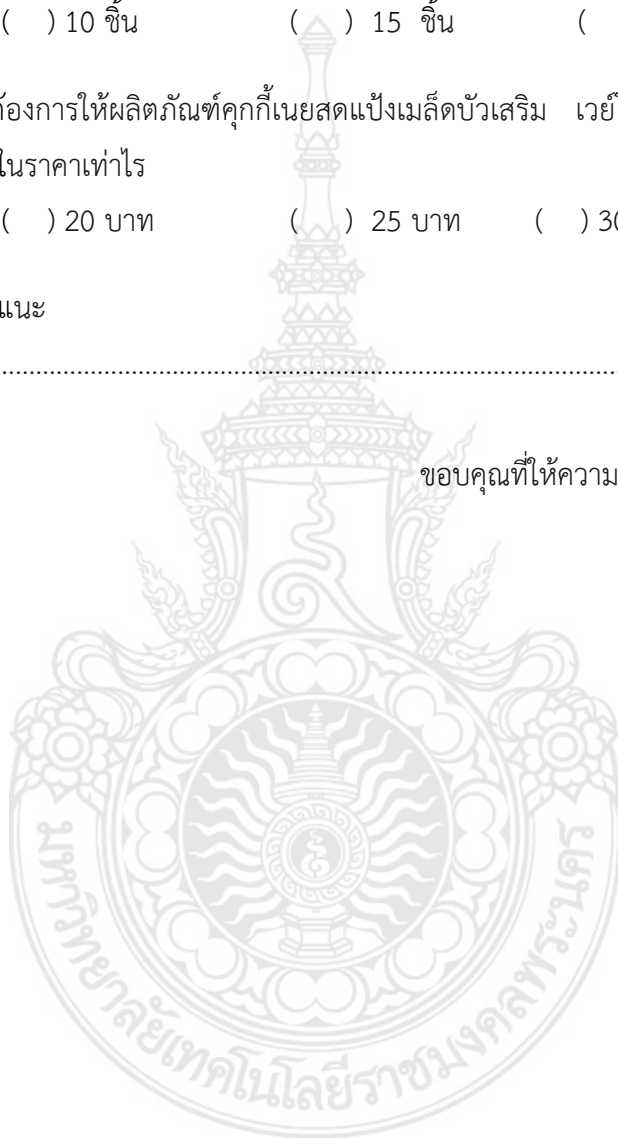 ( ) 10 ชิ้น ( ) 15 ชิ้น (
ต้องการให้ผลิตภัณฑ์คุกกี้เนยสดแป้งเมล็ดบัวเสริม เวย์
ในราคาเท่าไร
( ) 20 บาท ( ) 25 บาท ( ) 30
แนะ
................................................................................
ขอบคุณที่ให้ความ
มหาวิทยาลัยเทคโนโลยีราชมงคลพระนคร